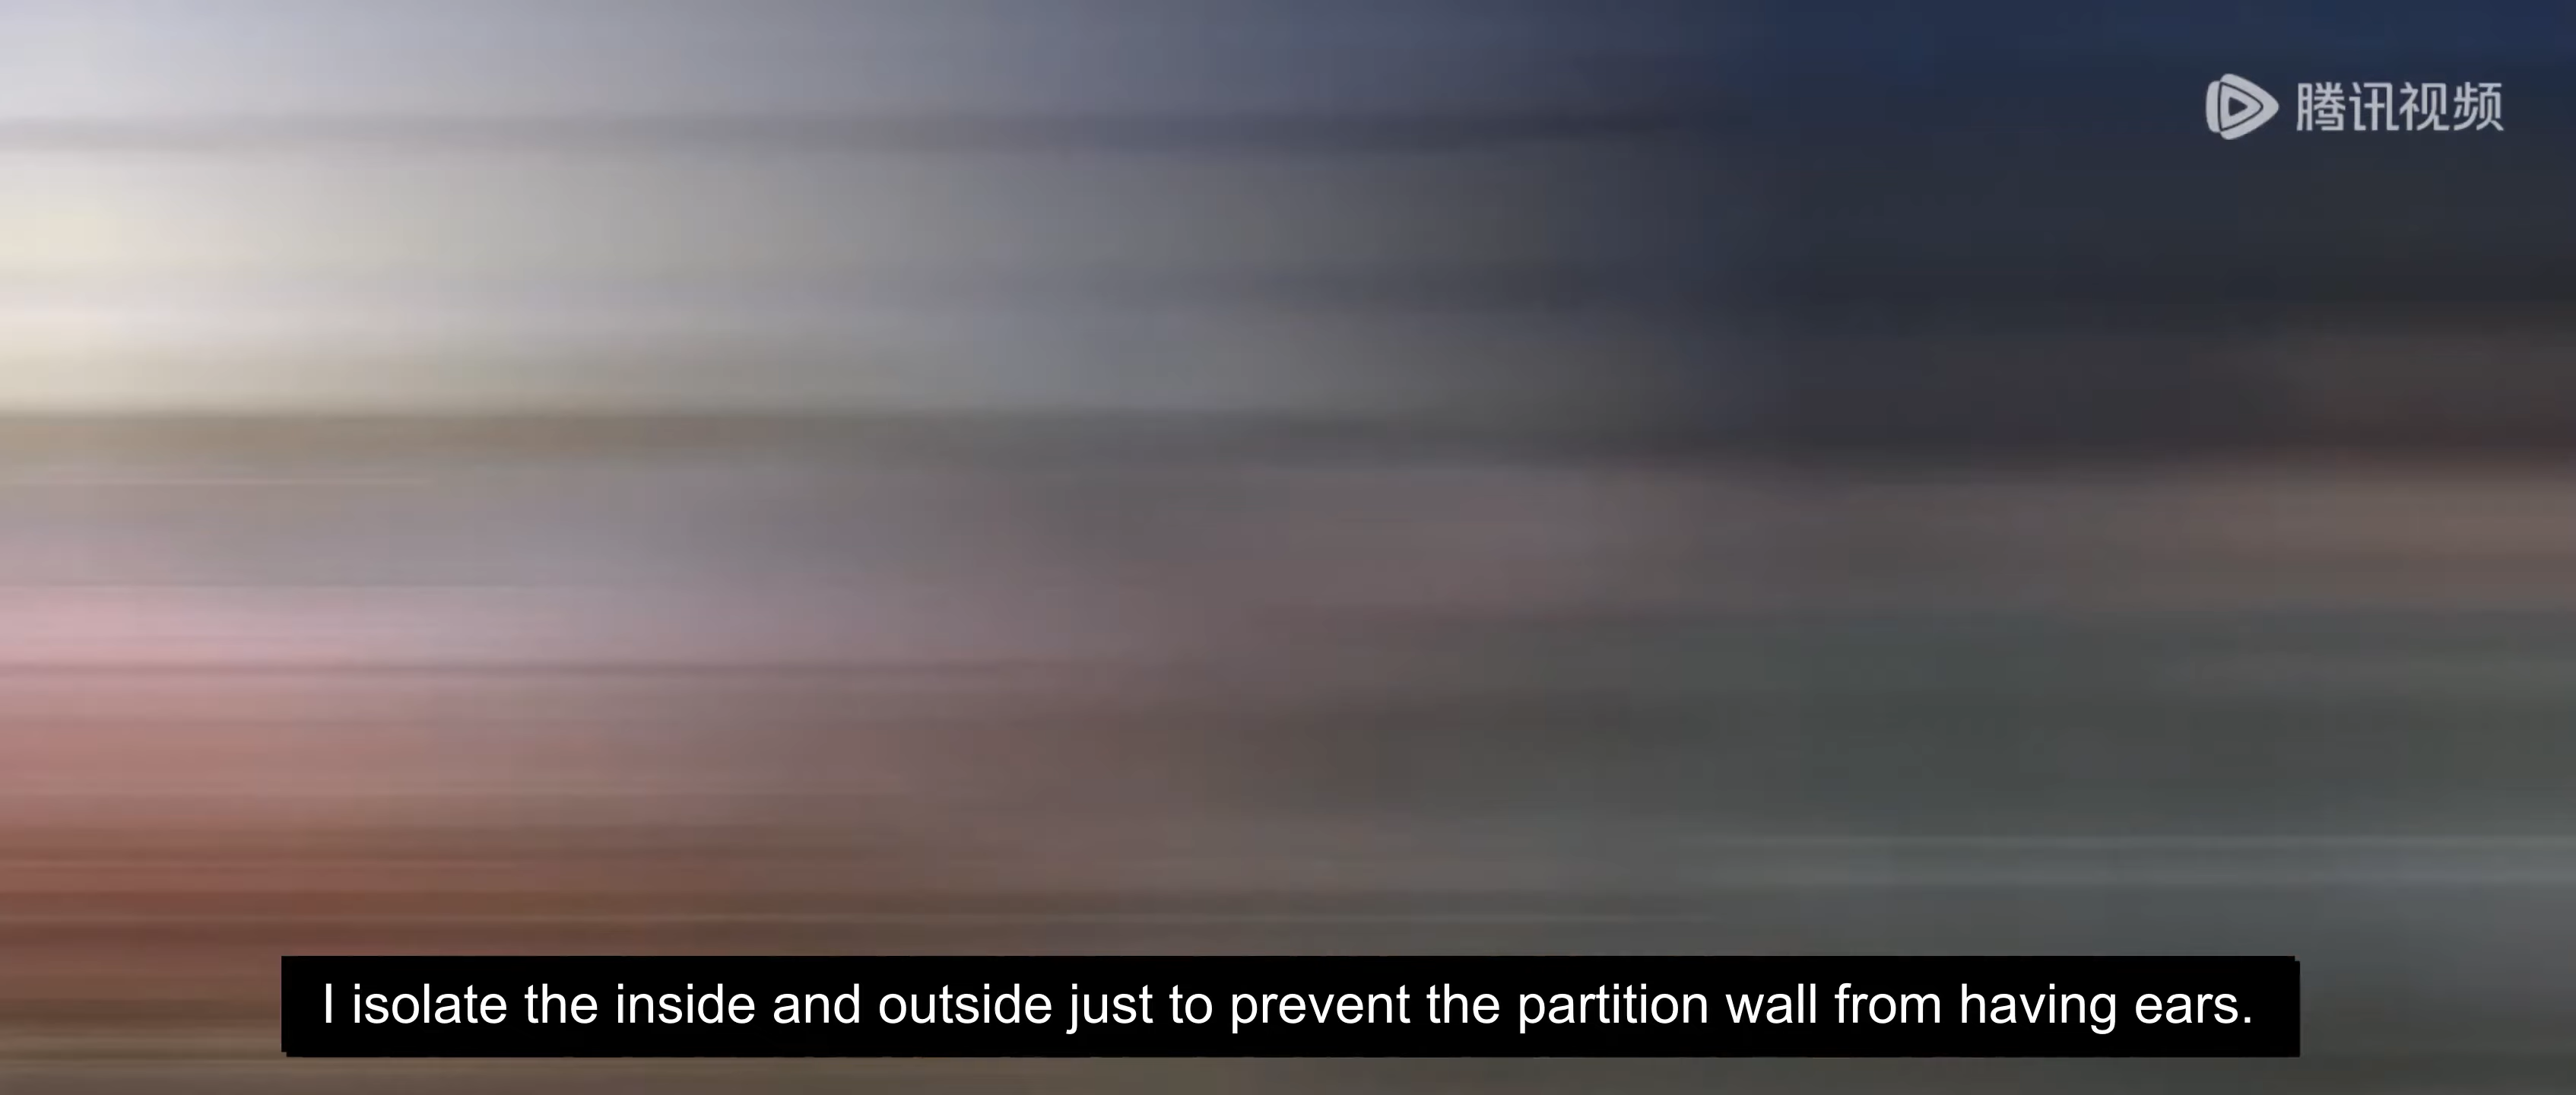 腾讯视频
I isolate the inside and outside just to prevent the partition wall from having ears.